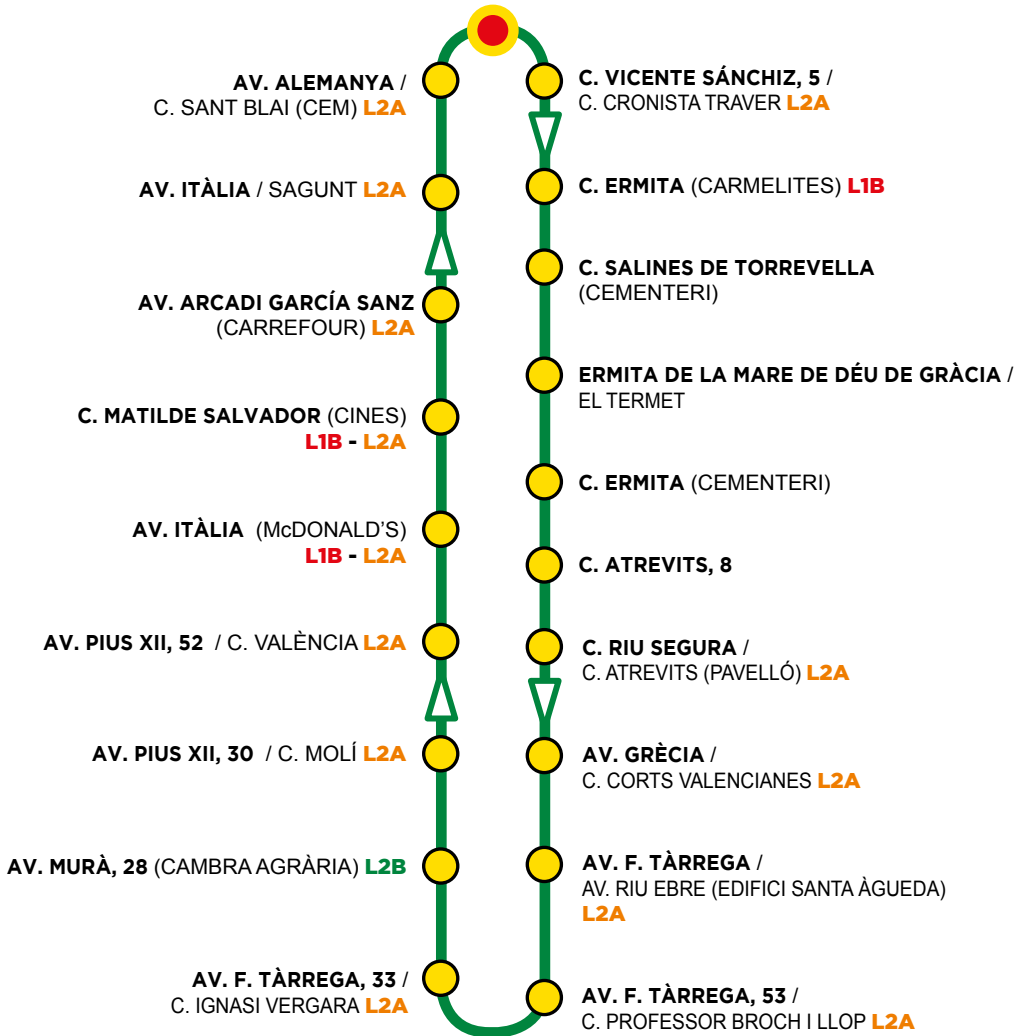 AV. ALEMANYA /
C. SANT BLAI (CEM) L2A
AV. ITÀLIA / SAGUNT L2A
AV. ARCADI GARCÍA SANZ
(CARREFOUR) L2A
C. MATILDE SALVADOR (CINES)
L1B - L2A
AV. ITÀLIA (McDONALD'S)
L1B - L2A
AV. PIUS XII, 52 / C. VALÈNCIA L2A
AV. PIUS XII, 30 / C. MOLÍ L2A
AV. MURÀ, 28 (CAMBRA AGRÀRIA) L2B
AV. F. TÀRREGA, 33 /
C. IGNASI VERGARA L2A
C. VICENTE SÁNCHIZ, 5 /
C. CRONISTA TRAVER L2A
C. ERMITA (CARMELITES) L1B
C. SALINES DE TORREVELLA
(CEMENTERI)
ERMITA DE LA MARE DE DÉU DE GRÀCIA /
EL TERMET
C. ERMITA (CEMENTERI)
C. ATREVITS, 8
C. RIU SEGURA /
C. ATREVITS (PAVELLÓ) L2A
AV. GRÈCIA /
C. CORTS VALENCIANES L2A
AV. F. TÀRREGA /
AV. RIU EBRE (EDIFICI SANTA ÀGUEDA)
L2A
AV. F. TÀRREGA, 53 /
C. PROFESSOR BROCH I LLOP L2A